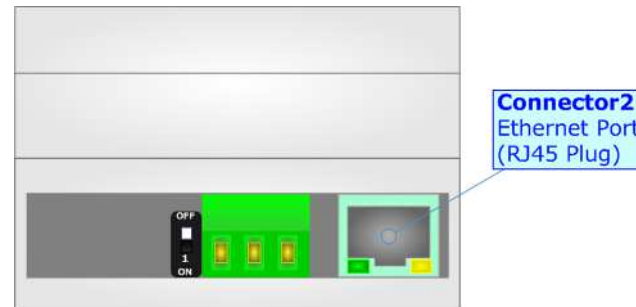 Connector2
Ethernet Port
(RJ45 Plug)
OFF
1
ON